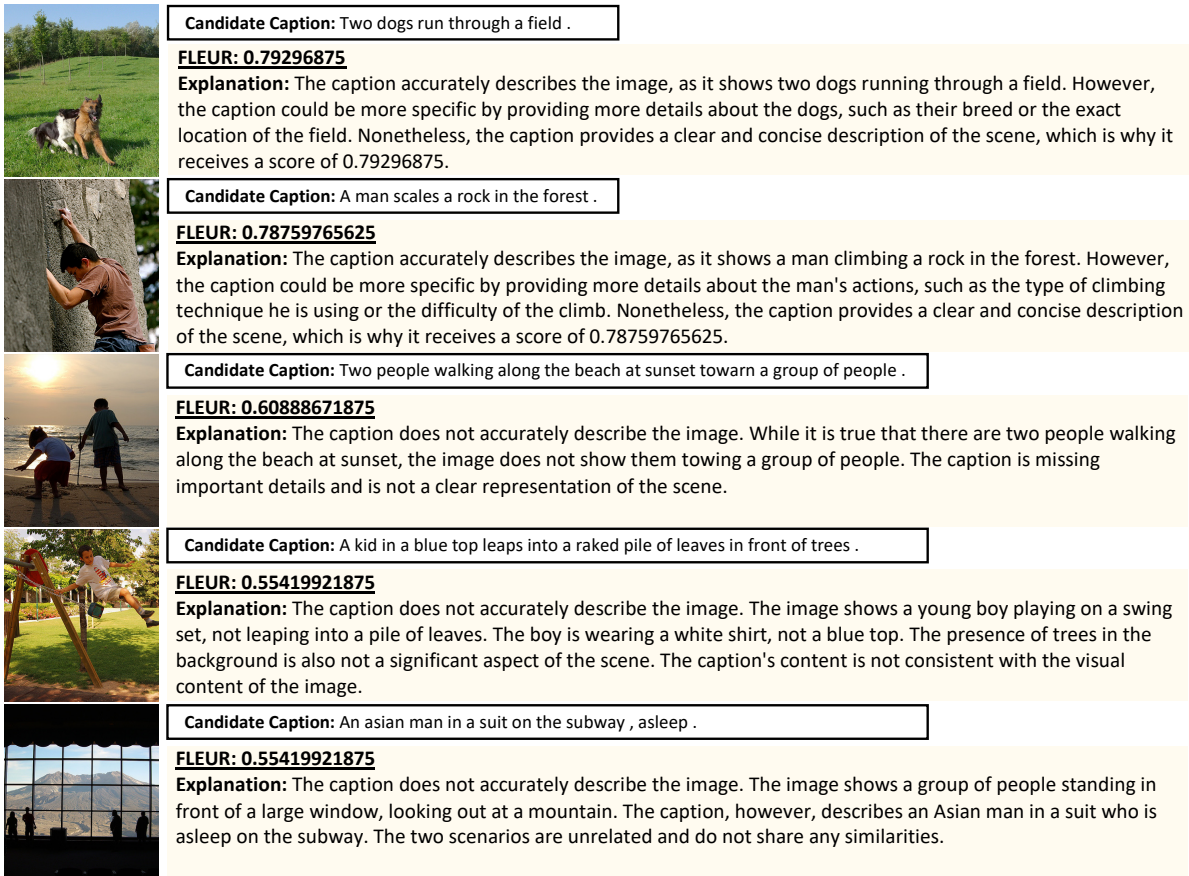 Candidate Caption: Two dogs run through a field .
FLEUR: 0.79296875
Explanation: The caption accurately describes the image, as it shows two dogs running through a field. However,
the caption could be more specific by providing more details about the dogs, such as their breed or the exact
location of the field. Nonetheless, the caption provides a clear and concise description of the scene, which is why it
receives a score of 0.79296875.
Candidate Caption: A man scales a rock in the forest .
FLEUR: 0.78759765625
Explanation: The caption accurately describes the image, as it shows a man climbing a rock in the forest. However,
the caption could be more specific by providing more details about the man's actions, such as the type of climbing
technique he is using or the difficulty of the climb. Nonetheless, the caption provides a clear and concise description
of the scene, which is why it receives a score of 0.78759765625.
Candidate Caption: Two people walking along the beach at sunset towarn a group of people .
FLEUR: 0.60888671875
Explanation: The caption does not accurately describe the image. While it is true that there are two people walking
along the beach at sunset, the image does not show them towing a group of people. The caption is missing
important details and is not a clear representation of the scene.
Candidate Caption: A kid in a blue top leaps into a raked pile of leaves in front of trees .
FLEUR: 0.55419921875
Explanation: The caption does not accurately describe the image. The image shows a young boy playing on a swing
set, not leaping into a pile of leaves. The boy is wearing a white shirt, not a blue top. The presence of trees in the
background is also not a significant aspect of the scene. The caption's content is not consistent with the visual
content of the image.
Candidate Caption: An asian man in a suit on the subway , asleep .
FLEUR: 0.55419921875
Explanation: The caption does not accurately describe the image. The image shows a group of people standing in
front of a large window, looking out at a mountain. The caption, however, describes an Asian man in a suit who is
asleep on the subway. The two scenarios are unrelated and do not share any similarities.